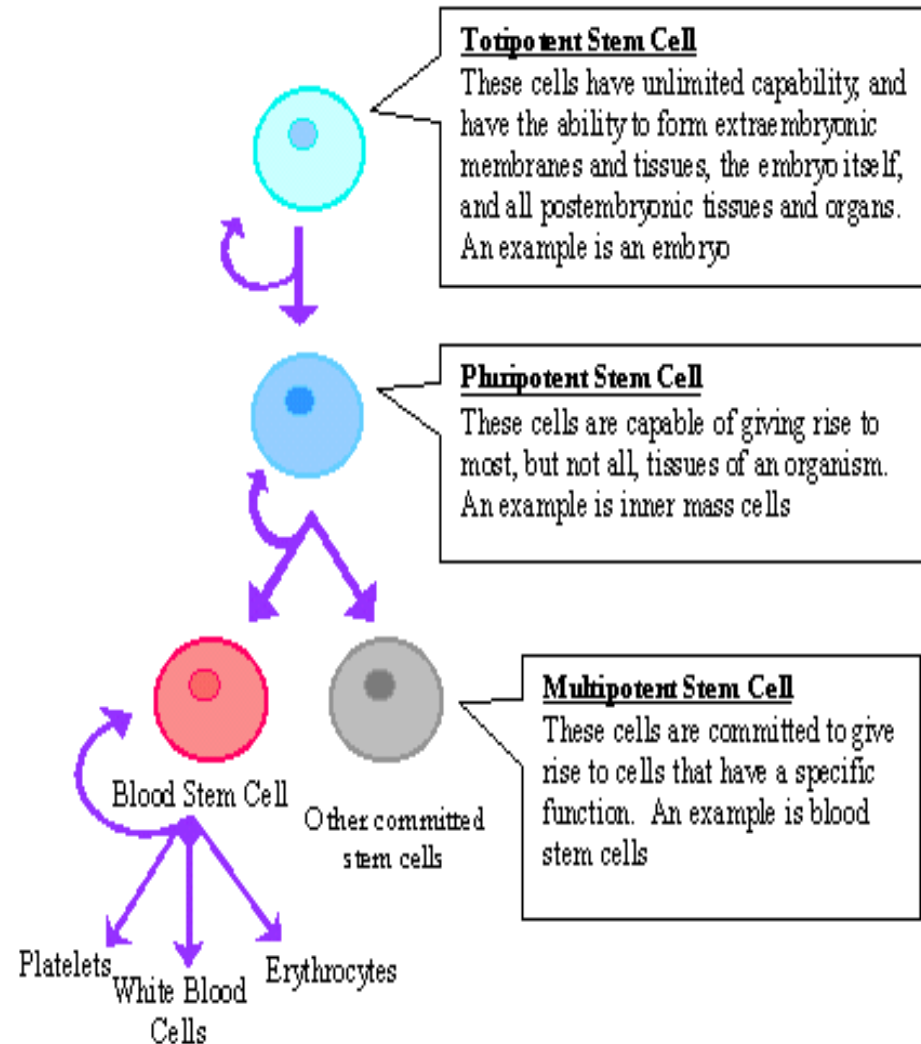 Totipotent Stem Cell
These cells have unlimited capability, and
have the ability to form extraembryonic
membranes and tissues, the embryo itself,
and all postembryonic tissues and organs.
An example is an embryo
Pluripotent Stem Cell
These cells are capable of giving rise to
most, but not all, tissues of an organism.
An example is inner mass cells
Multipotent Stem Cell
These cells are committed to give
rise to cells that have a specific
function. An example is blood
stem cells
Blood Stem Cell
Other committed
stem cells
Platelets
White Blood
Cells
Erythrocytes